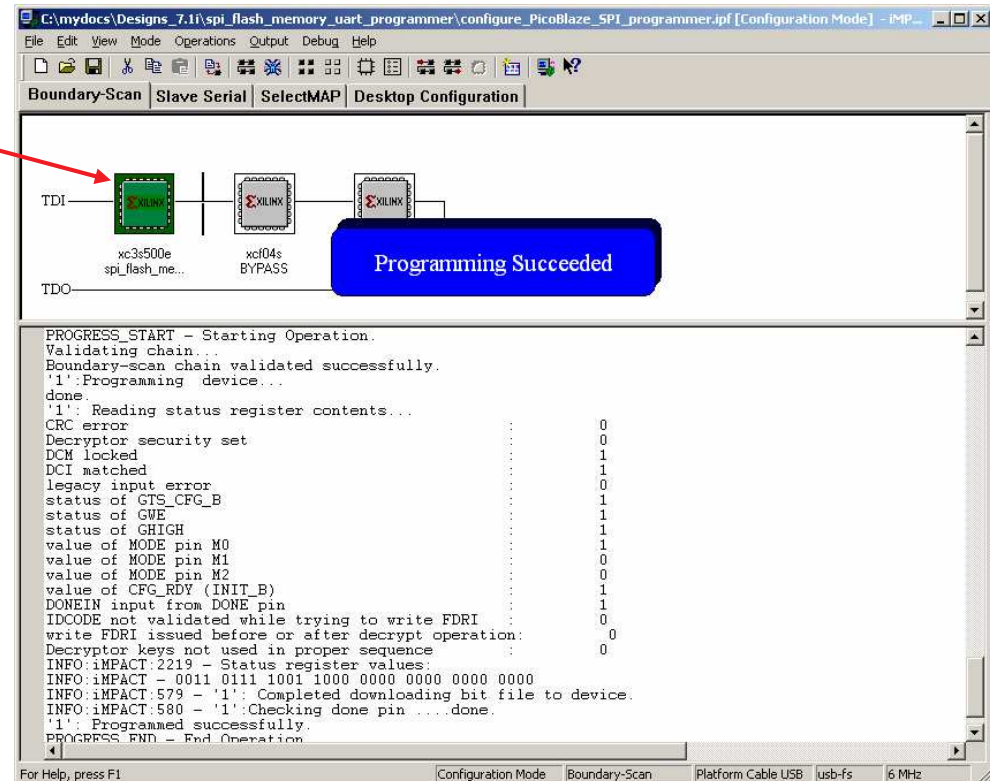 C:\mydocs\Designs_7.1i\spi_flash_memory_uart_programmer\configure_PicoBlaze_SPI_programmer.ipf [Configuration Mode] - iMP...
File Edit View Mode Operations Output Debug Help
Boundary-Scan Slave Serial SelectMAP Desktop Configuration
TDI
XILINX XILINX XILINX
xc3s500e xcf04s
spi_flash_me... BYPASS
Programming Succeeded
TDO
PROGRESS_START - Starting Operation.
Validating chain...
Boundary-scan chain validated successfully.
'1':Programming device...
done.
'1': Reading status register contents...
CRC error : 0
Decryptor security set : 0
DCM locked : 1
DCI matched : 1
legacy input error : 0
status of GTS_CFG_B : 1
status of GWE : 1
status of GHIGH : 1
value of MODE pin M0 : 1
value of MODE pin M1 : 0
value of MODE pin M2 : 0
value of CFG_RDY (INIT_B) : 1
DONEIN input from DONE pin : 1
IDCODE not validated while trying to write FDRI : 0
write FDRI issued before or after decrypt operation: 0
Decryptor keys not used in proper sequence : 0
INFO:iMPACT:2219 - Status register values:
INFO:iMPACT - 0011 0111 1001 1000 0000 0000 0000 0000
INFO:iMPACT:579 - '1': Completed downloading bit file to device.
INFO:iMPACT:580 - '1':Checking done pin ....done.
'1': Programmed successfully.
PROGRESS_END - End Operation.
For Help, press F1 Configuration Mode Boundary-Scan Platform Cable USB usb-fs 6 MHz